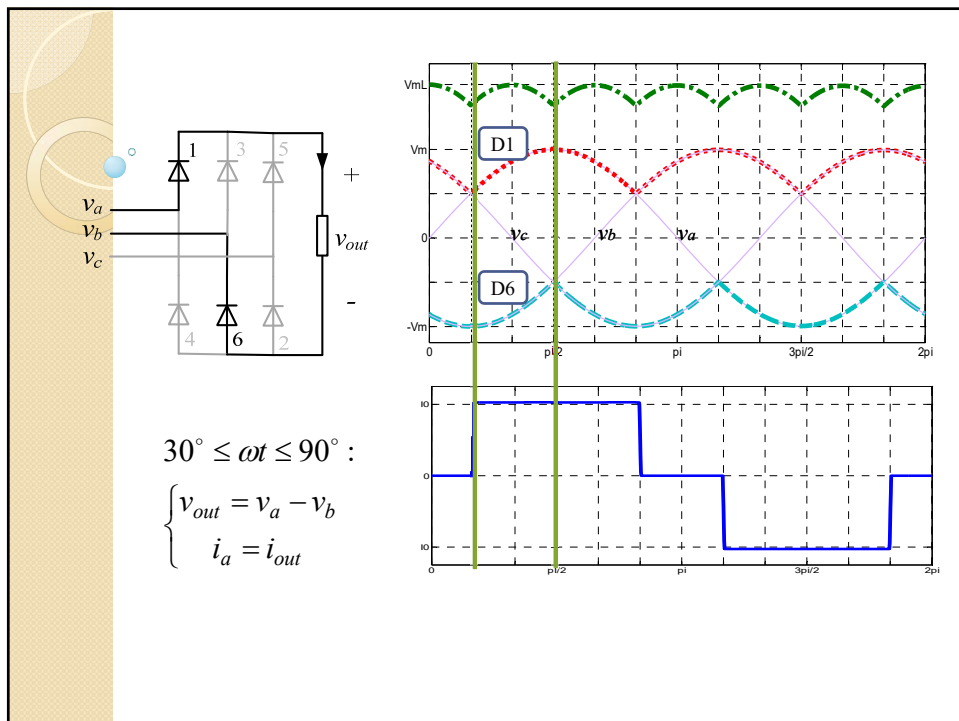 1 3 5
v_a
v_b
v_c
+
v_out
-
4 6 2
30° ≤ ωt ≤ 90° :
v_out = v_a − v_b
i_a = i_out
VmL
Vm
0
-Vm
D1
v_c v_b v_a
D6
0 pi/2 pi 3pi/2 2pi
I0
0
I0
0 pi/2 pi 3pi/2 2pi